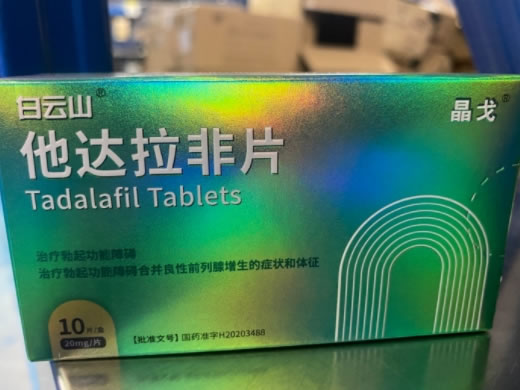 白云山®
晶戈®
他达拉非片
Tadalafil Tablets
治疗勃起功能障碍
治疗勃起功能障碍合并良性前列腺增生的症状和体征
10片/盒
20mg/片
【批准文号】国药准字H20203488